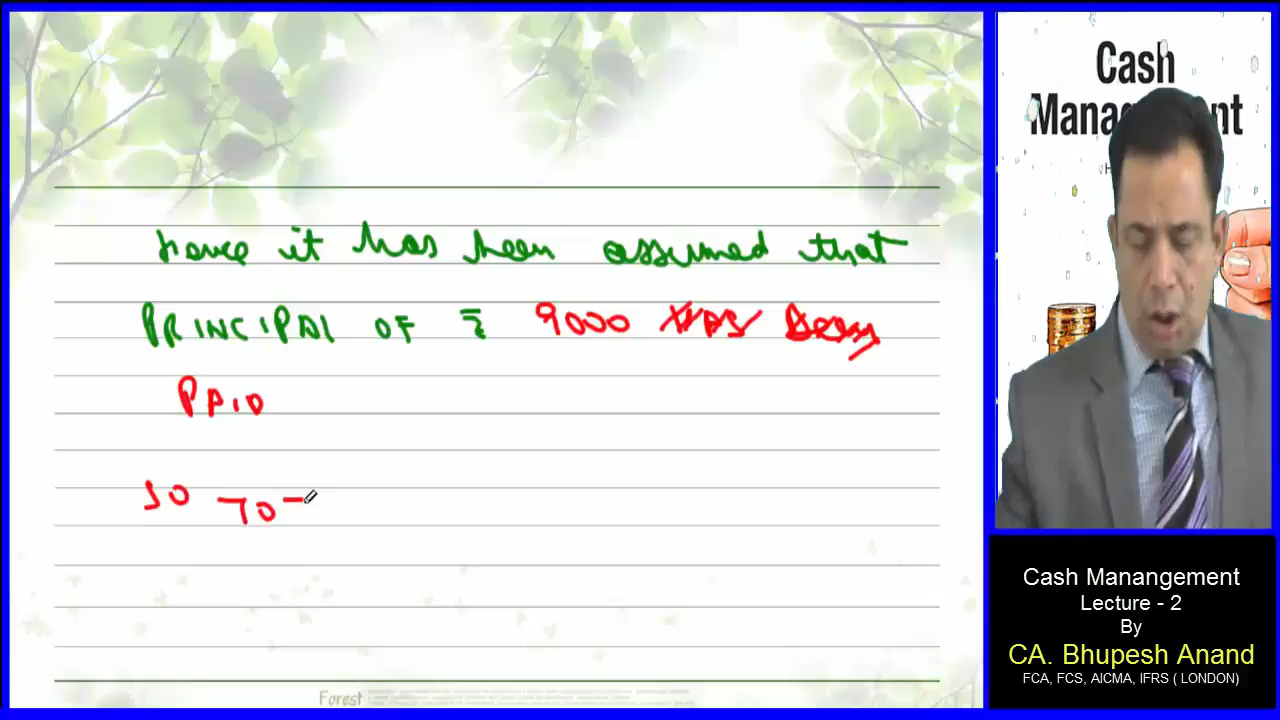 Hence it has been assumed that
PRINCIPAL OF ₹ 9000 HAS been
PAID
SO TO
Forest
Cash
Management
Cash Manangement
Lecture - 2
By
CA. Bhupesh Anand
FCA, FCS, AICMA, IFRS ( LONDON)